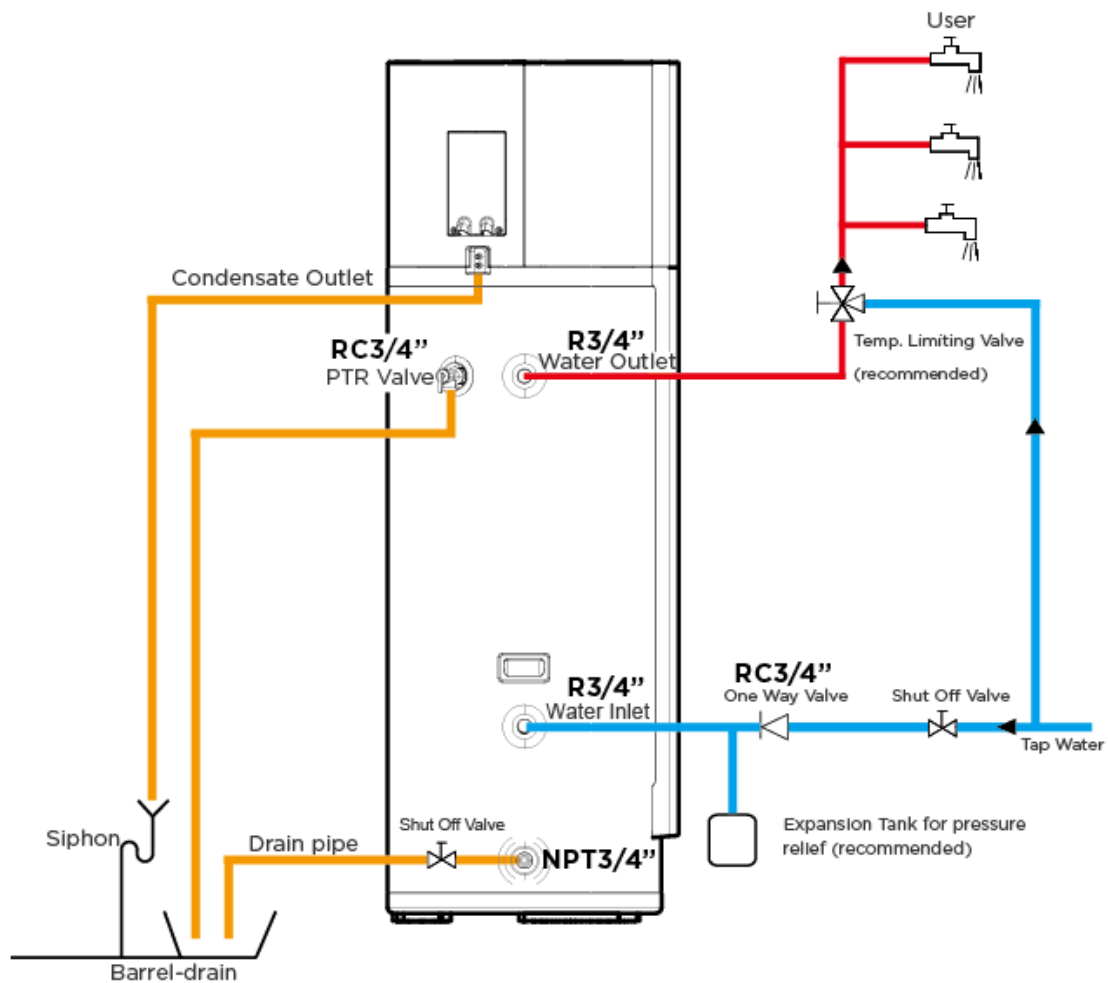 User
Condensate Outlet
RC3/4”
PTR Valve
R3/4”
Water Outlet
Temp. Limiting Valve
(recommended)
R3/4”
Water Inlet
RC3/4”
One Way Valve
Shut Off Valve
Tap Water
Siphon
Drain pipe
Shut Off Valve
NPT3/4”
Expansion Tank for pressure
relief (recommended)
Barrel-drain